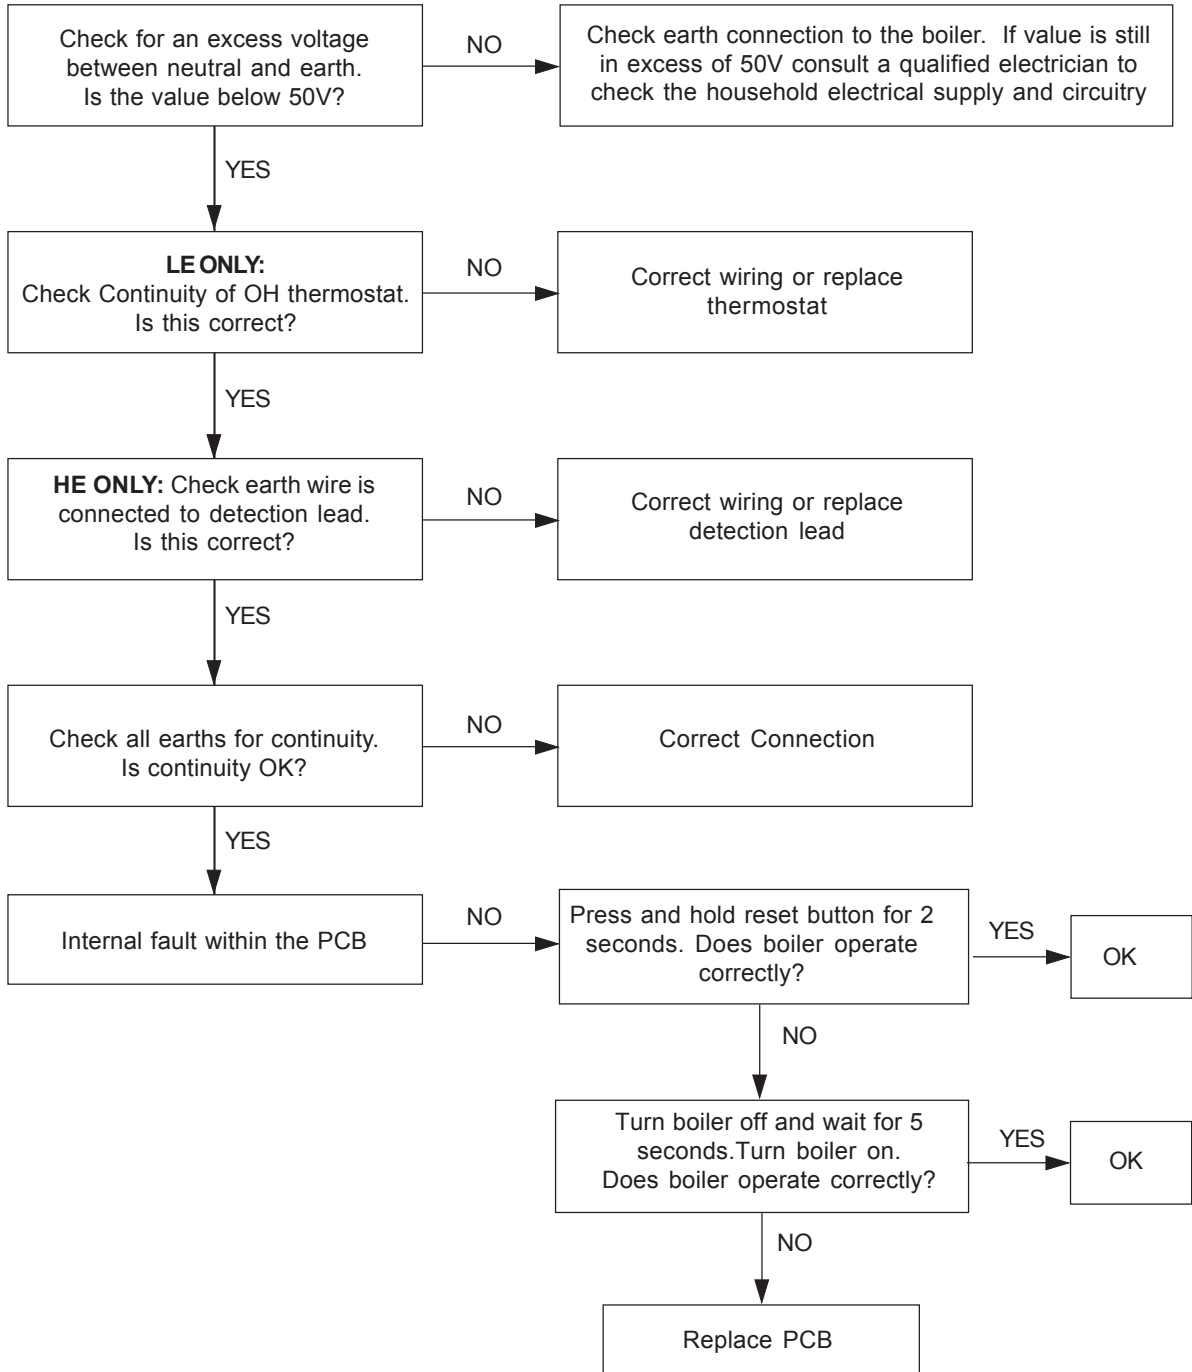 Check for an excess voltage
between neutral and earth.
Is the value below 50V?
NO
Check earth connection to the boiler. If value is still
in excess of 50V consult a qualified electrician to
check the household electrical supply and circuitry
YES
LE ONLY:
Check Continuity of OH thermostat.
Is this correct?
NO
Correct wiring or replace
thermostat
YES
HE ONLY: Check earth wire is
connected to detection lead.
Is this correct?
NO
Correct wiring or replace
detection lead
YES
Check all earths for continuity.
Is continuity OK?
NO
Correct Connection
YES
Internal fault within the PCB
NO
Press and hold reset button for 2
seconds. Does boiler operate
correctly?
YES
OK
NO
Turn boiler off and wait for 5
seconds.Turn boiler on.
Does boiler operate correctly?
YES
OK
NO
Replace PCB